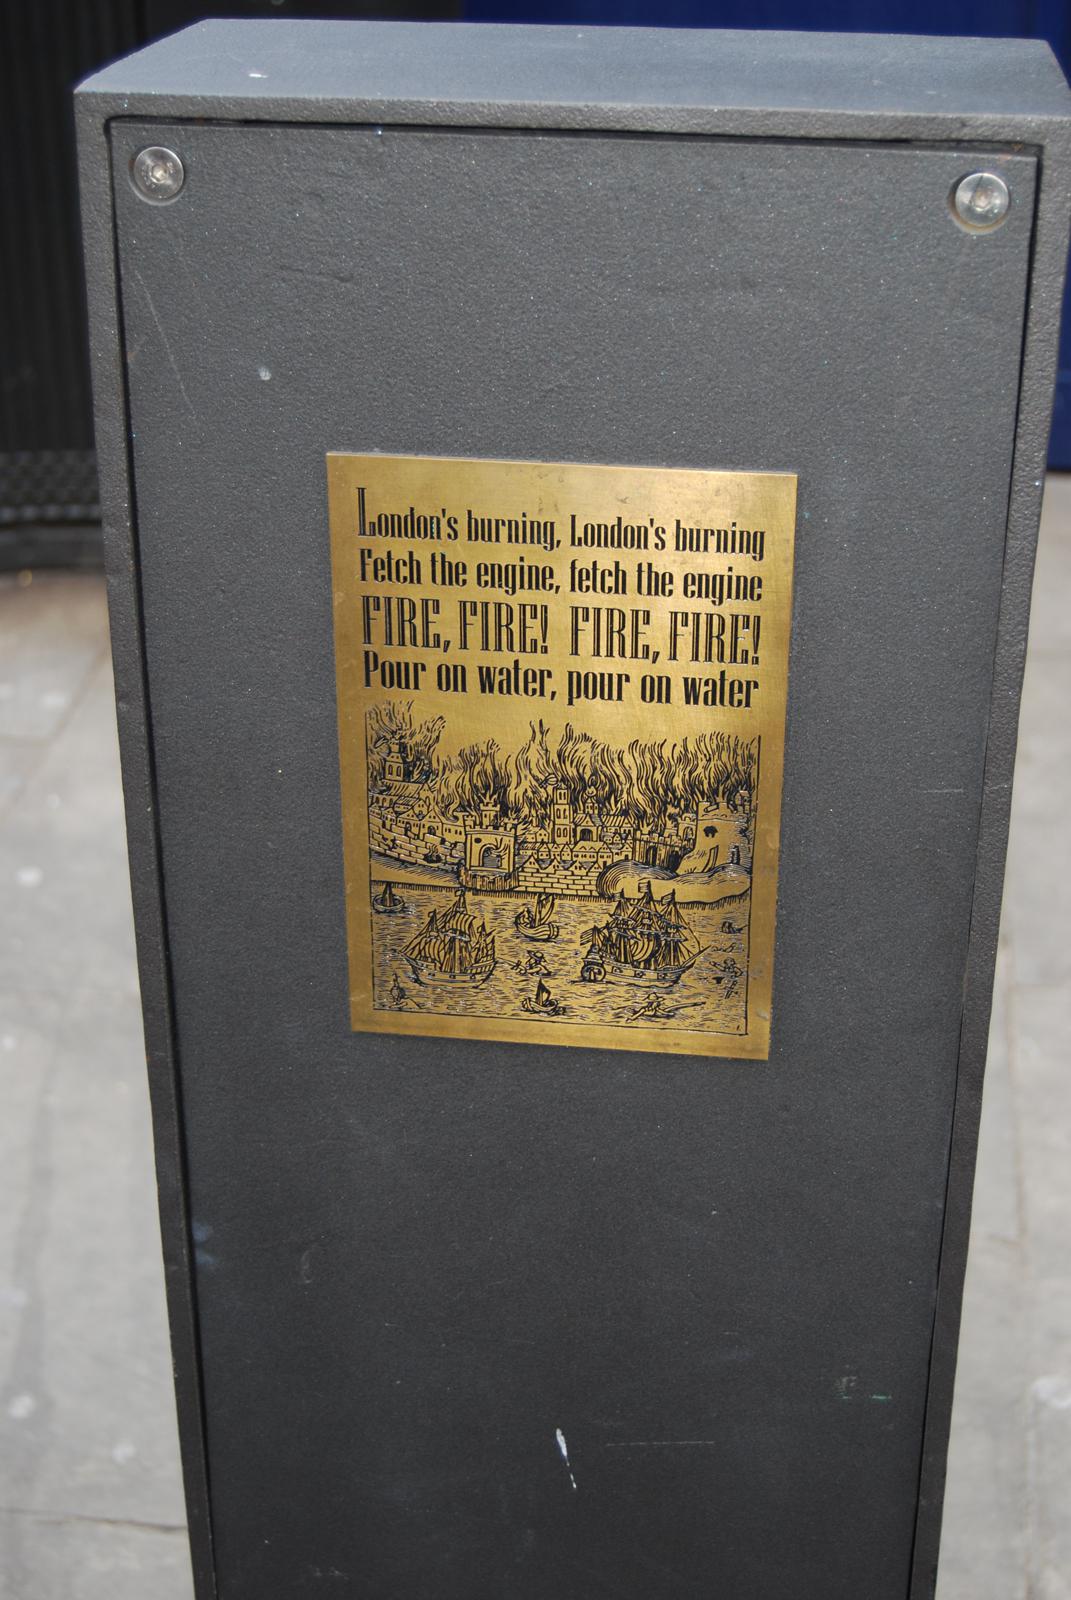 London's burning, London's burning
Fetch the engine, fetch the engine
FIRE, FIRE! FIRE, FIRE!
Pour on water, pour on water